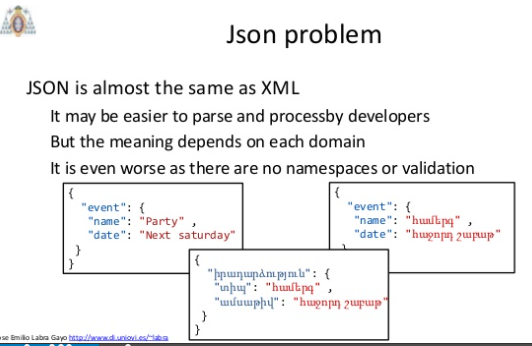 Json problem
JSON is almost the same as XML
It may be easier to parse and processby developers
But the meaning depends on each domain
It is even worse as there are no namespaces or validation
{
"event": {
"name": "Party" ,
"date": "Next saturday"
}
}
{
"event": {
"name": "համերգ" ,
"date": "հաջորդ շաբաթ"
{
"իրադարձություն": {
"տիպ": "համերգ" ,
"ամսաթիվ": "հաջորդ շաբաթ"
}
}
Emilio Labra Gayo http://www.di.uniovi.es/~labra